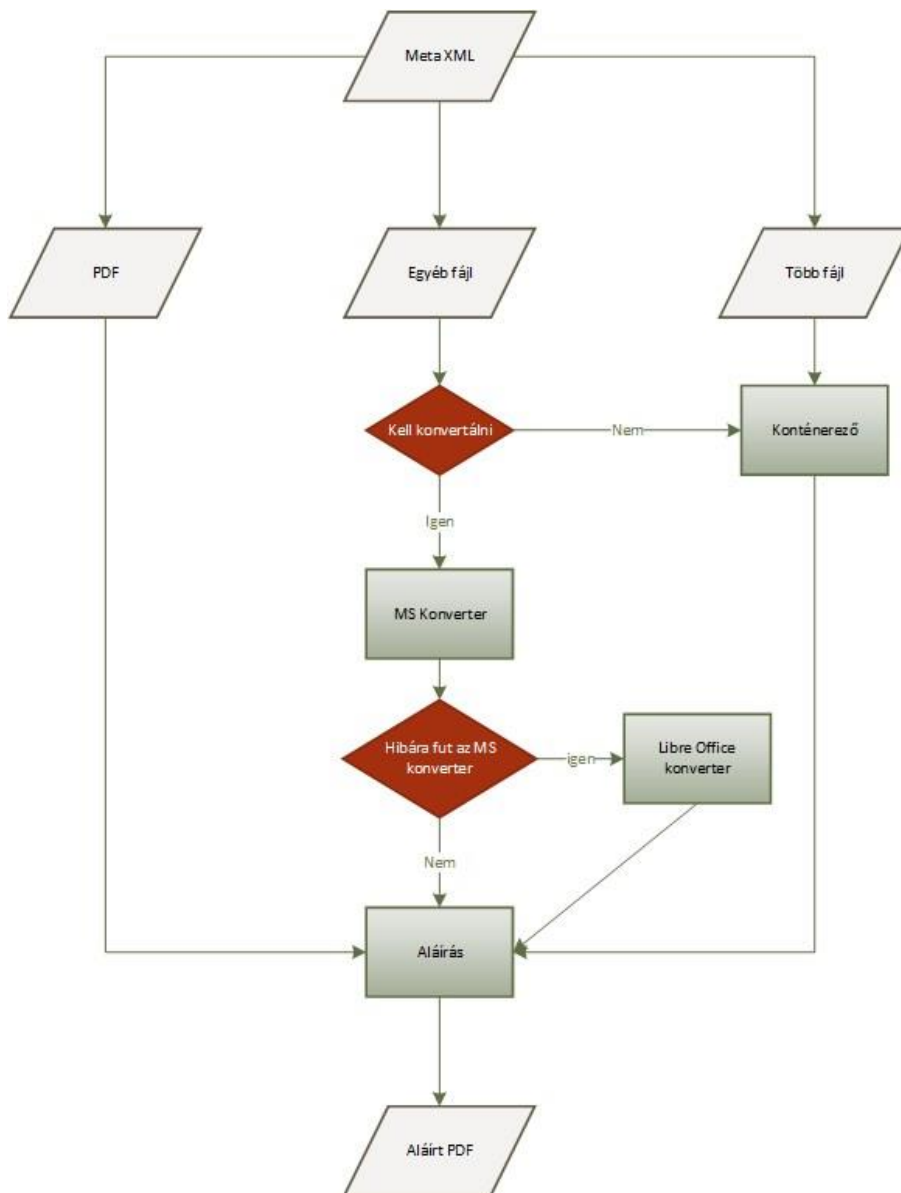 Meta XML
PDF
Egyéb fájl
Több fájl
Kell konvertálni
Nem
Konténerező
Igen
MS Konverter
Hibára fut az MS
konverter
igen
Libre Office
konverter
Nem
Aláírás
Aláírt PDF